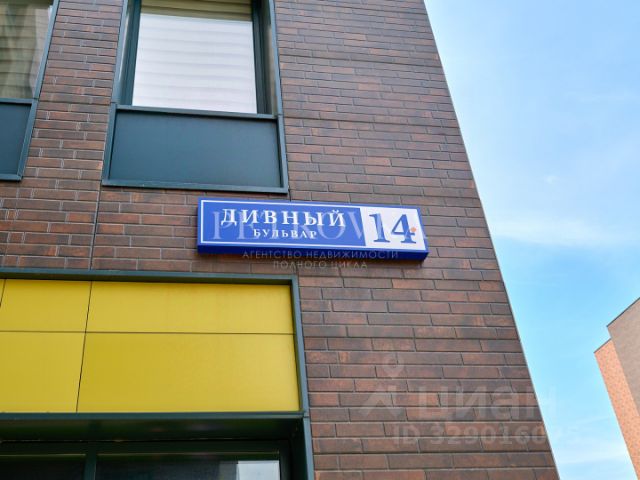 ДИВНЫЙ
БУЛЬВАР
14
АГЕНТСТВО НЕДВИЖИМОСТИ
ПОЛНОГО ЦИКЛА
циан